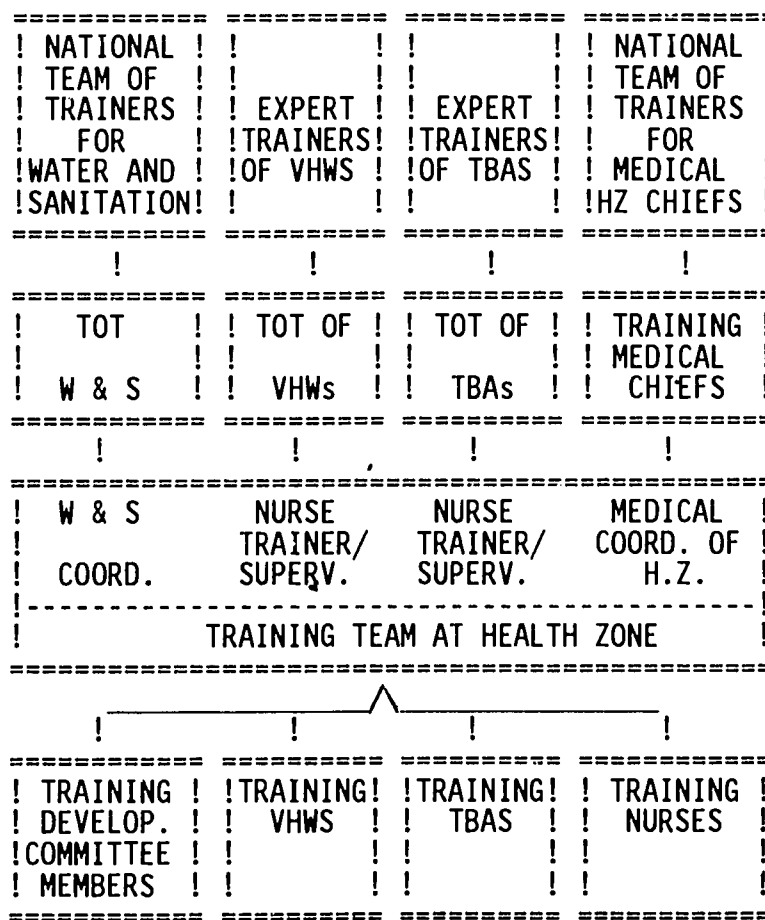 NATIONAL TEAM OF TRAINERS FOR WATER AND SANITATION
EXPERT TRAINERS OF VHWS
EXPERT TRAINERS OF TBAS
NATIONAL TEAM OF TRAINERS FOR MEDICAL HZ CHIEFS
TOT W & S
TOT OF VHWs
TOT OF TBAs
TRAINING MEDICAL CHIEFS
W & S COORD.
NURSE TRAINER/ SUPERV.
NURSE TRAINER/ SUPERV.
MEDICAL COORD. OF H.Z.
TRAINING TEAM AT HEALTH ZONE
TRAINING DEVELOP. COMMITTEE MEMBERS
TRAINING VHWS
TRAINING TBAS
TRAINING NURSES